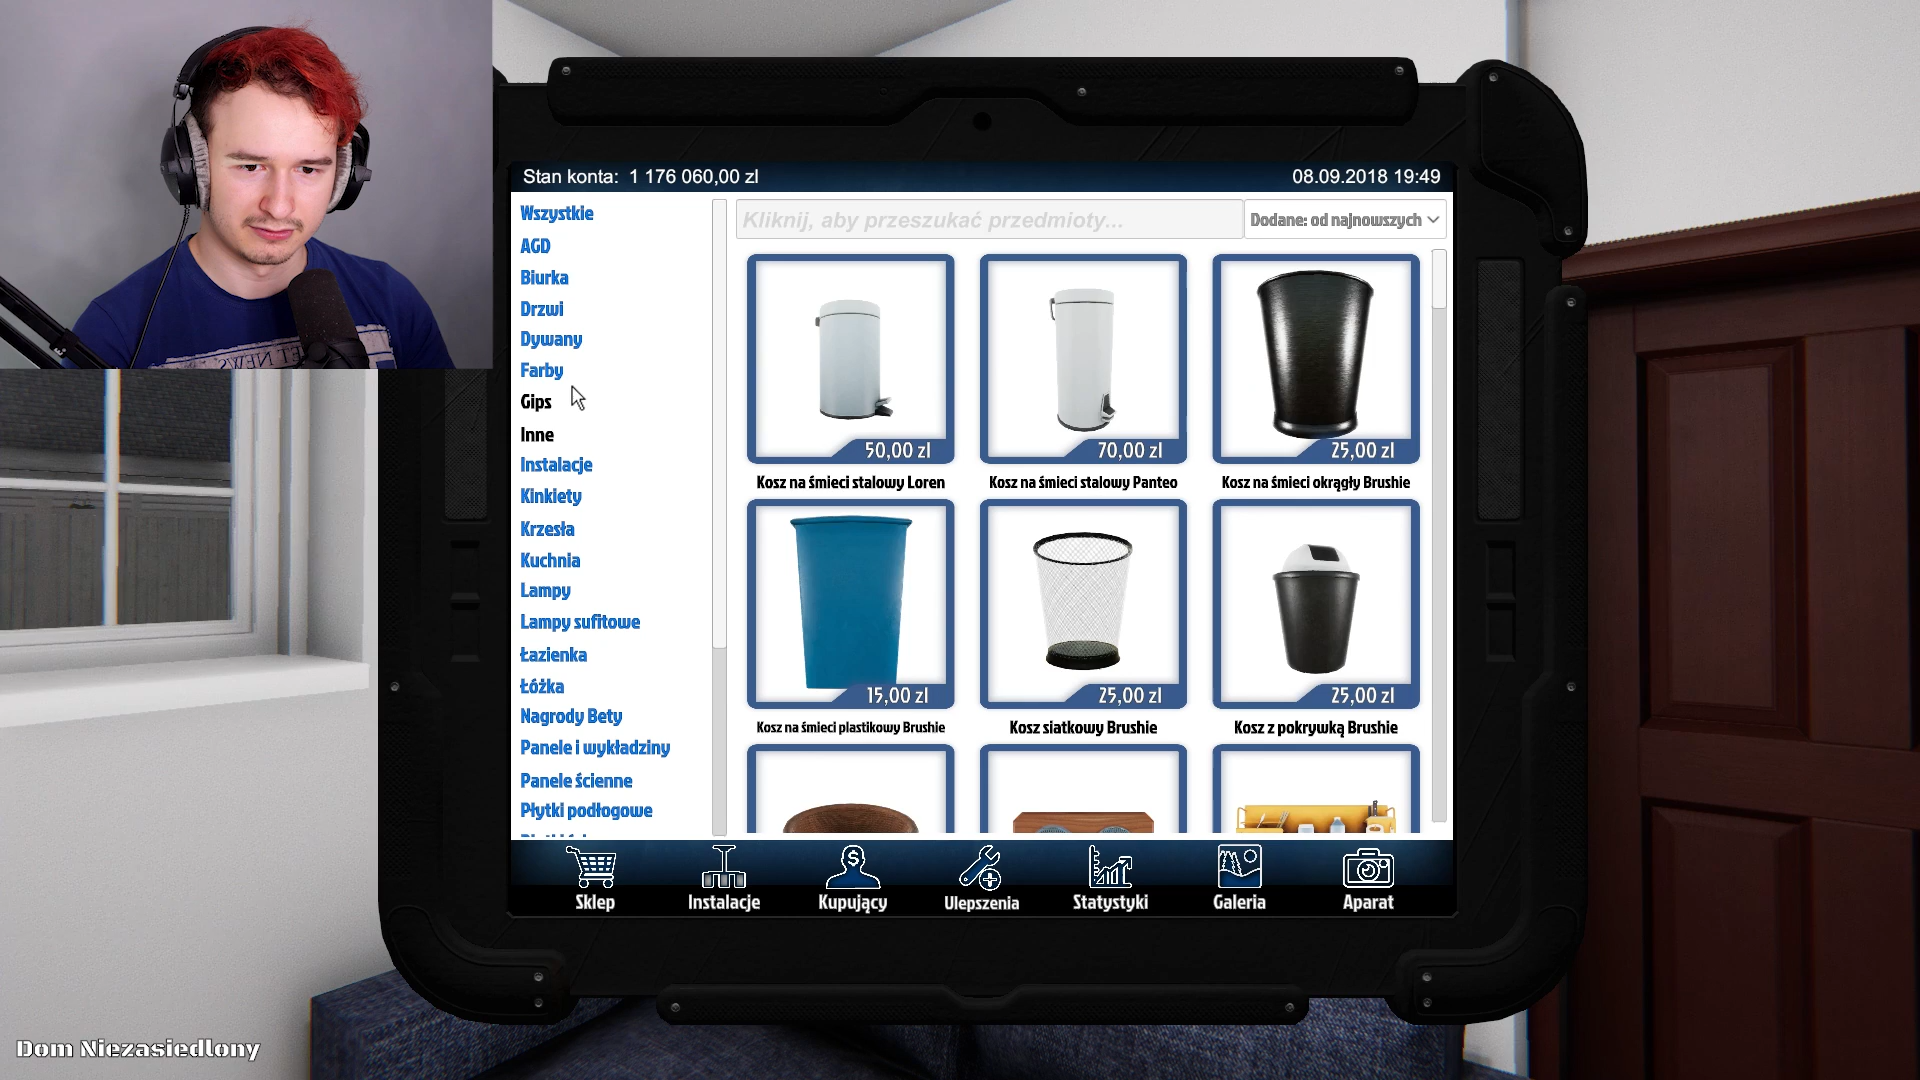 Stan konta: 1 176 060,00 zl
08.09.2018 19:49
Wszystkie
AGD
Biurka
Drzwi
Dywany
Farby
Gips
Inne
Instalacje
Kinkiety
Krzesła
Kuchnia
Lampy
Lampy sufitowe
Łazienka
Łóżka
Nagrody Bety
Panele i wykładziny
Panele ścienne
Płytki podłogowe
Kliknij, aby przeszukać przedmioty...
Dodane: od najnowszych
50,00 zl
70,00 zl
25,00 zl
Kosz na śmieci stalowy Loren
Kosz na śmieci stalowy Panteo
Kosz na śmieci okrągły Brushie
15,00 zl
25,00 zl
25,00 zl
Kosz na śmieci plastikowy Brushie
Kosz siatkowy Brushie
Kosz z pokrywką Brushie
Sklep
Instalacje
Kupujący
Ulepszenia
Statystyki
Galeria
Aparat
Dom Niezasiedlony